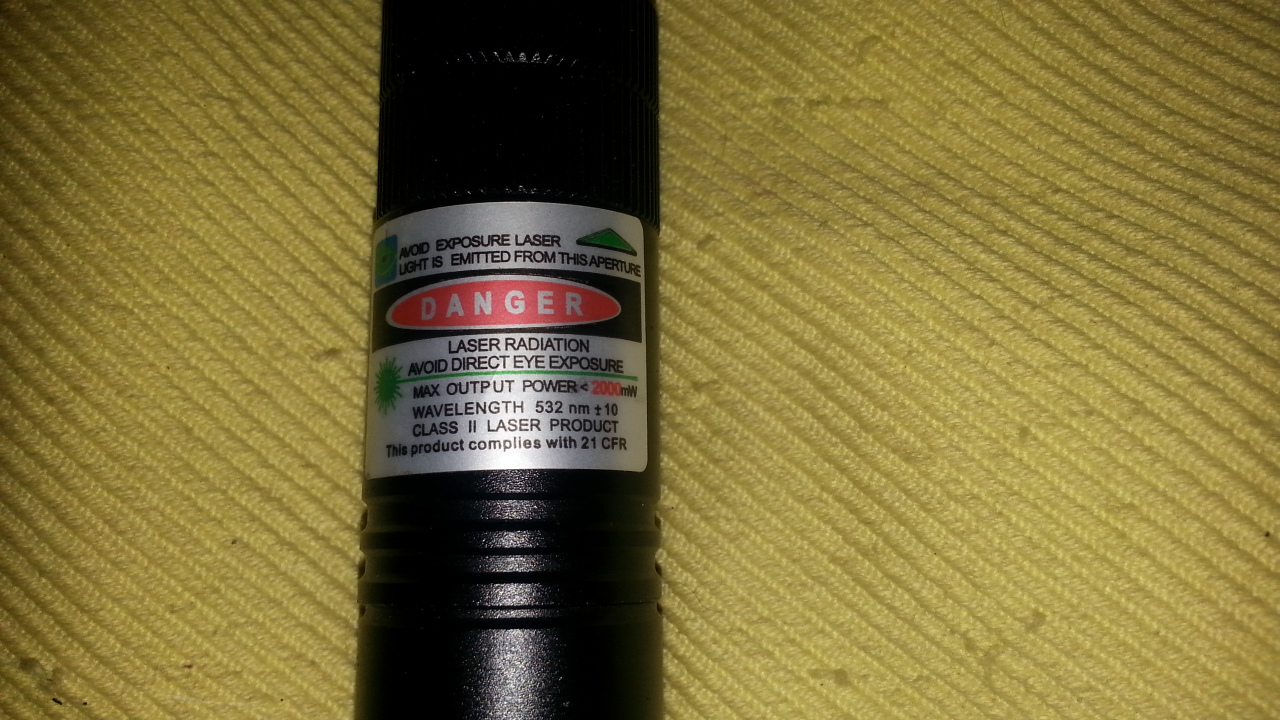 AVOID EXPOSURE LASER
LIGHT IS EMITTED FROM THIS APERTURE
DANGER
LASER RADIATION
AVOID DIRECT EYE EXPOSURE
MAX OUTPUT POWER < 2000mW
WAVELENGTH 532 nm ±10
CLASS II LASER PRODUCT
This product complies with 21 CFR